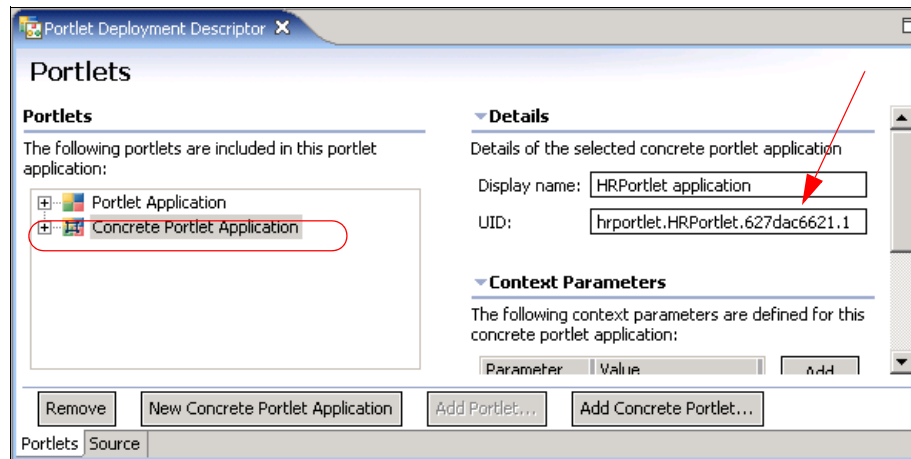 Portlet Deployment Descriptor
Portlets
Portlets
The following portlets are included in this portlet
application:
Portlet Application
Concrete Portlet Application
Details
Details of the selected concrete portlet application
Display name: HRPortlet application
UID: hrportlet.HRPortlet.627dac6621.1
Context Parameters
The following context parameters are defined for this
concrete portlet application:
Parameter Value Add
Remove New Concrete Portlet Application Add Portlet... Add Concrete Portlet...
Portlets Source